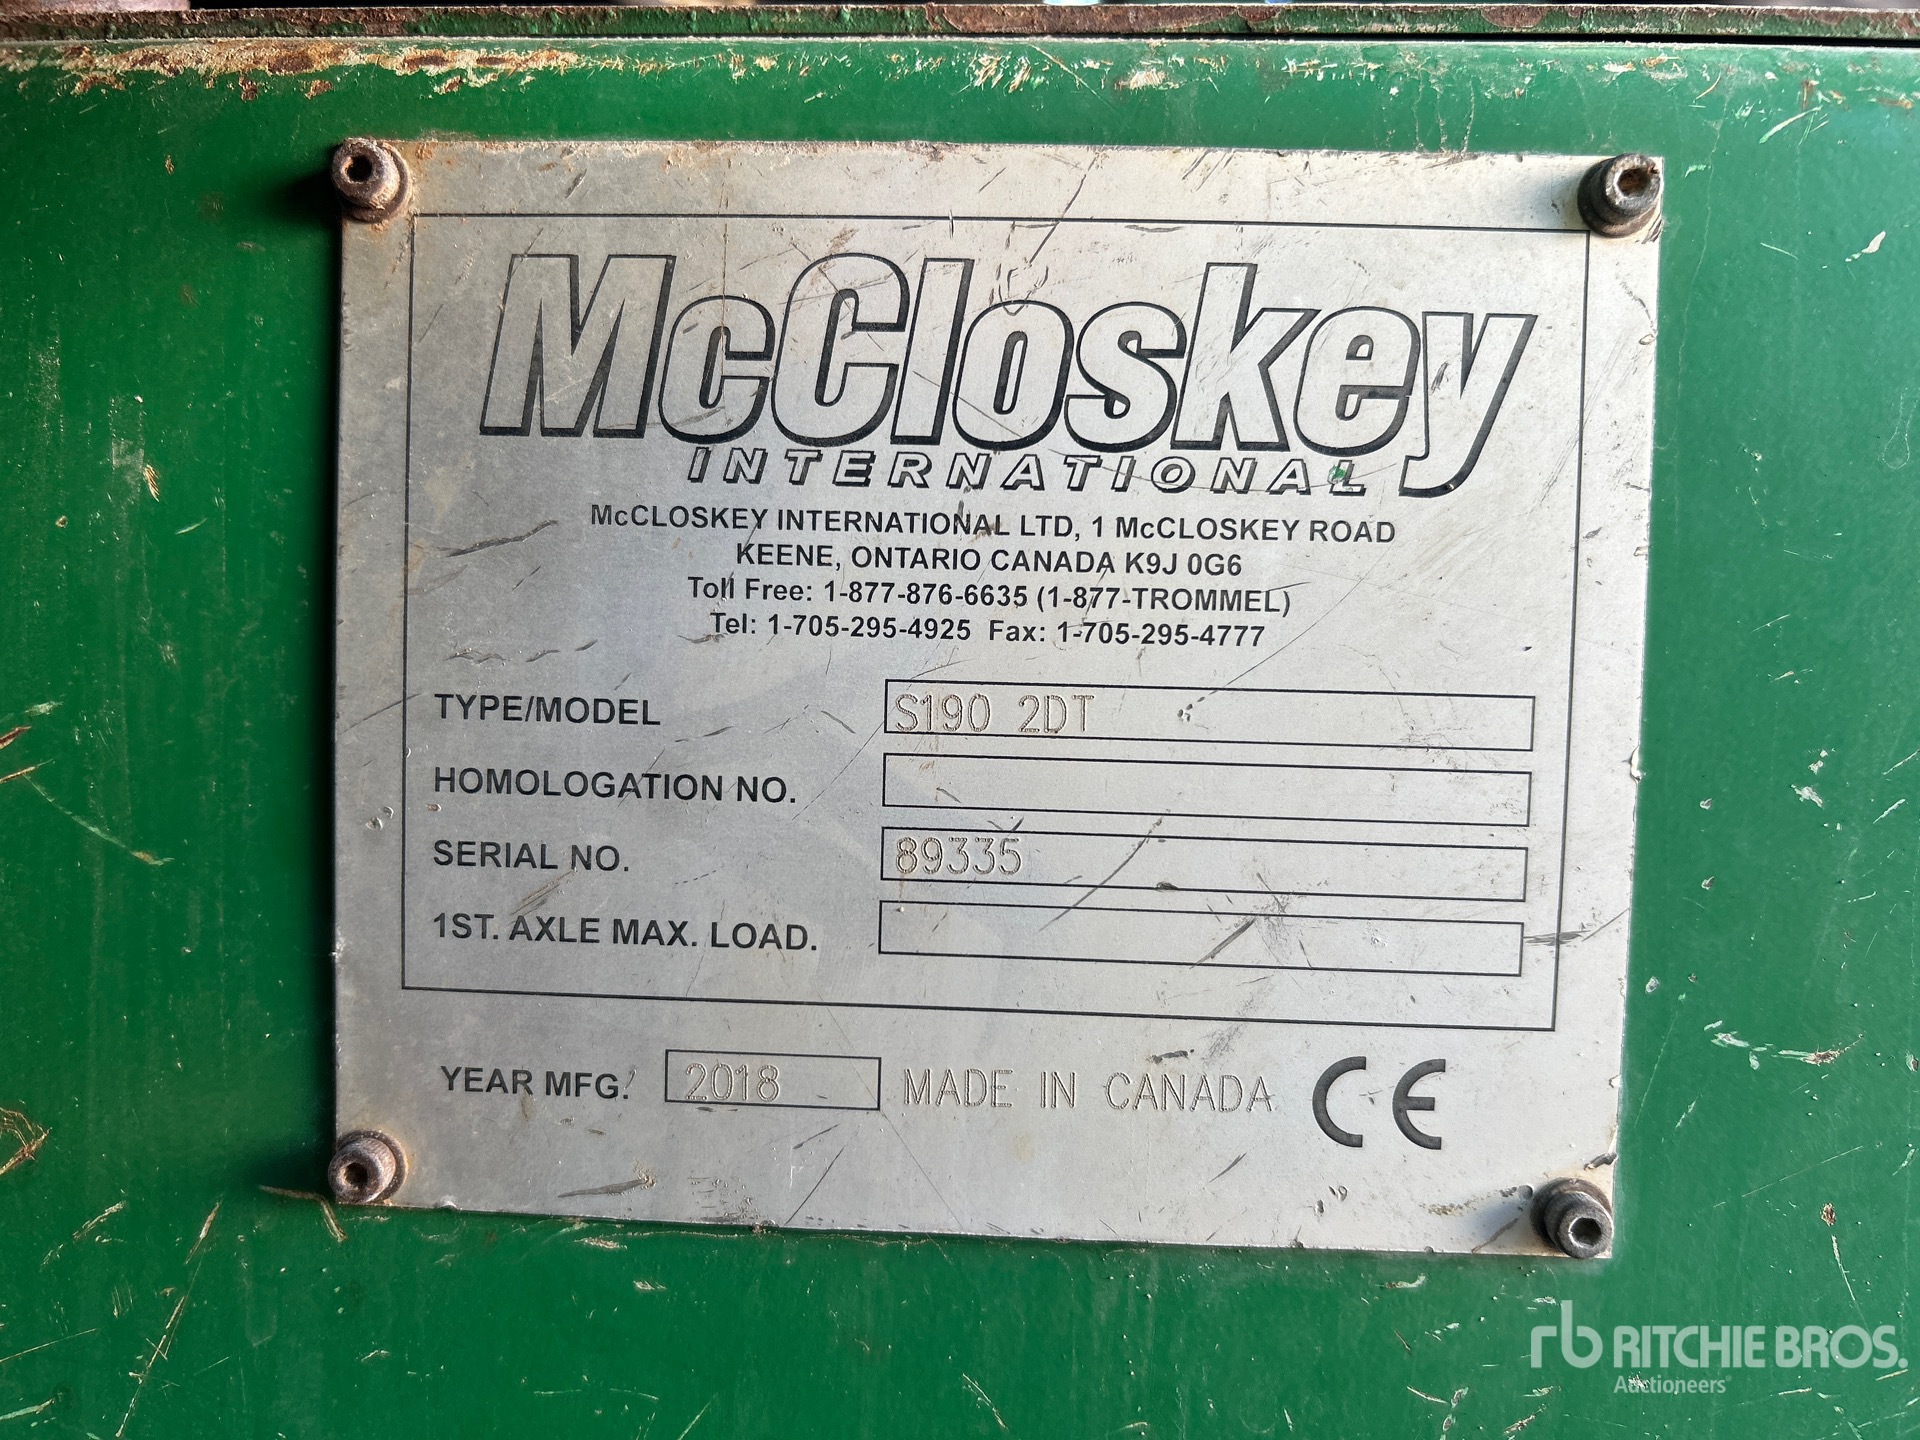 McCloskey
INTERNATIONAL
McCLOSKEY INTERNATIONAL LTD, 1 McCLOSKEY ROAD
KEENE, ONTARIO CANADA K9J 0G6
Toll Free: 1-877-876-6635 (1-877-TROMMEL)
Tel: 1-705-295-4925 Fax: 1-705-295-4777
TYPE/MODEL S190 2DT
HOMOLOGATION NO.
SERIAL NO. 89335
1ST. AXLE MAX. LOAD.
YEAR MFG. 2018 MADE IN CANADA CE
rb RITCHIE BROS.
Auctioneers